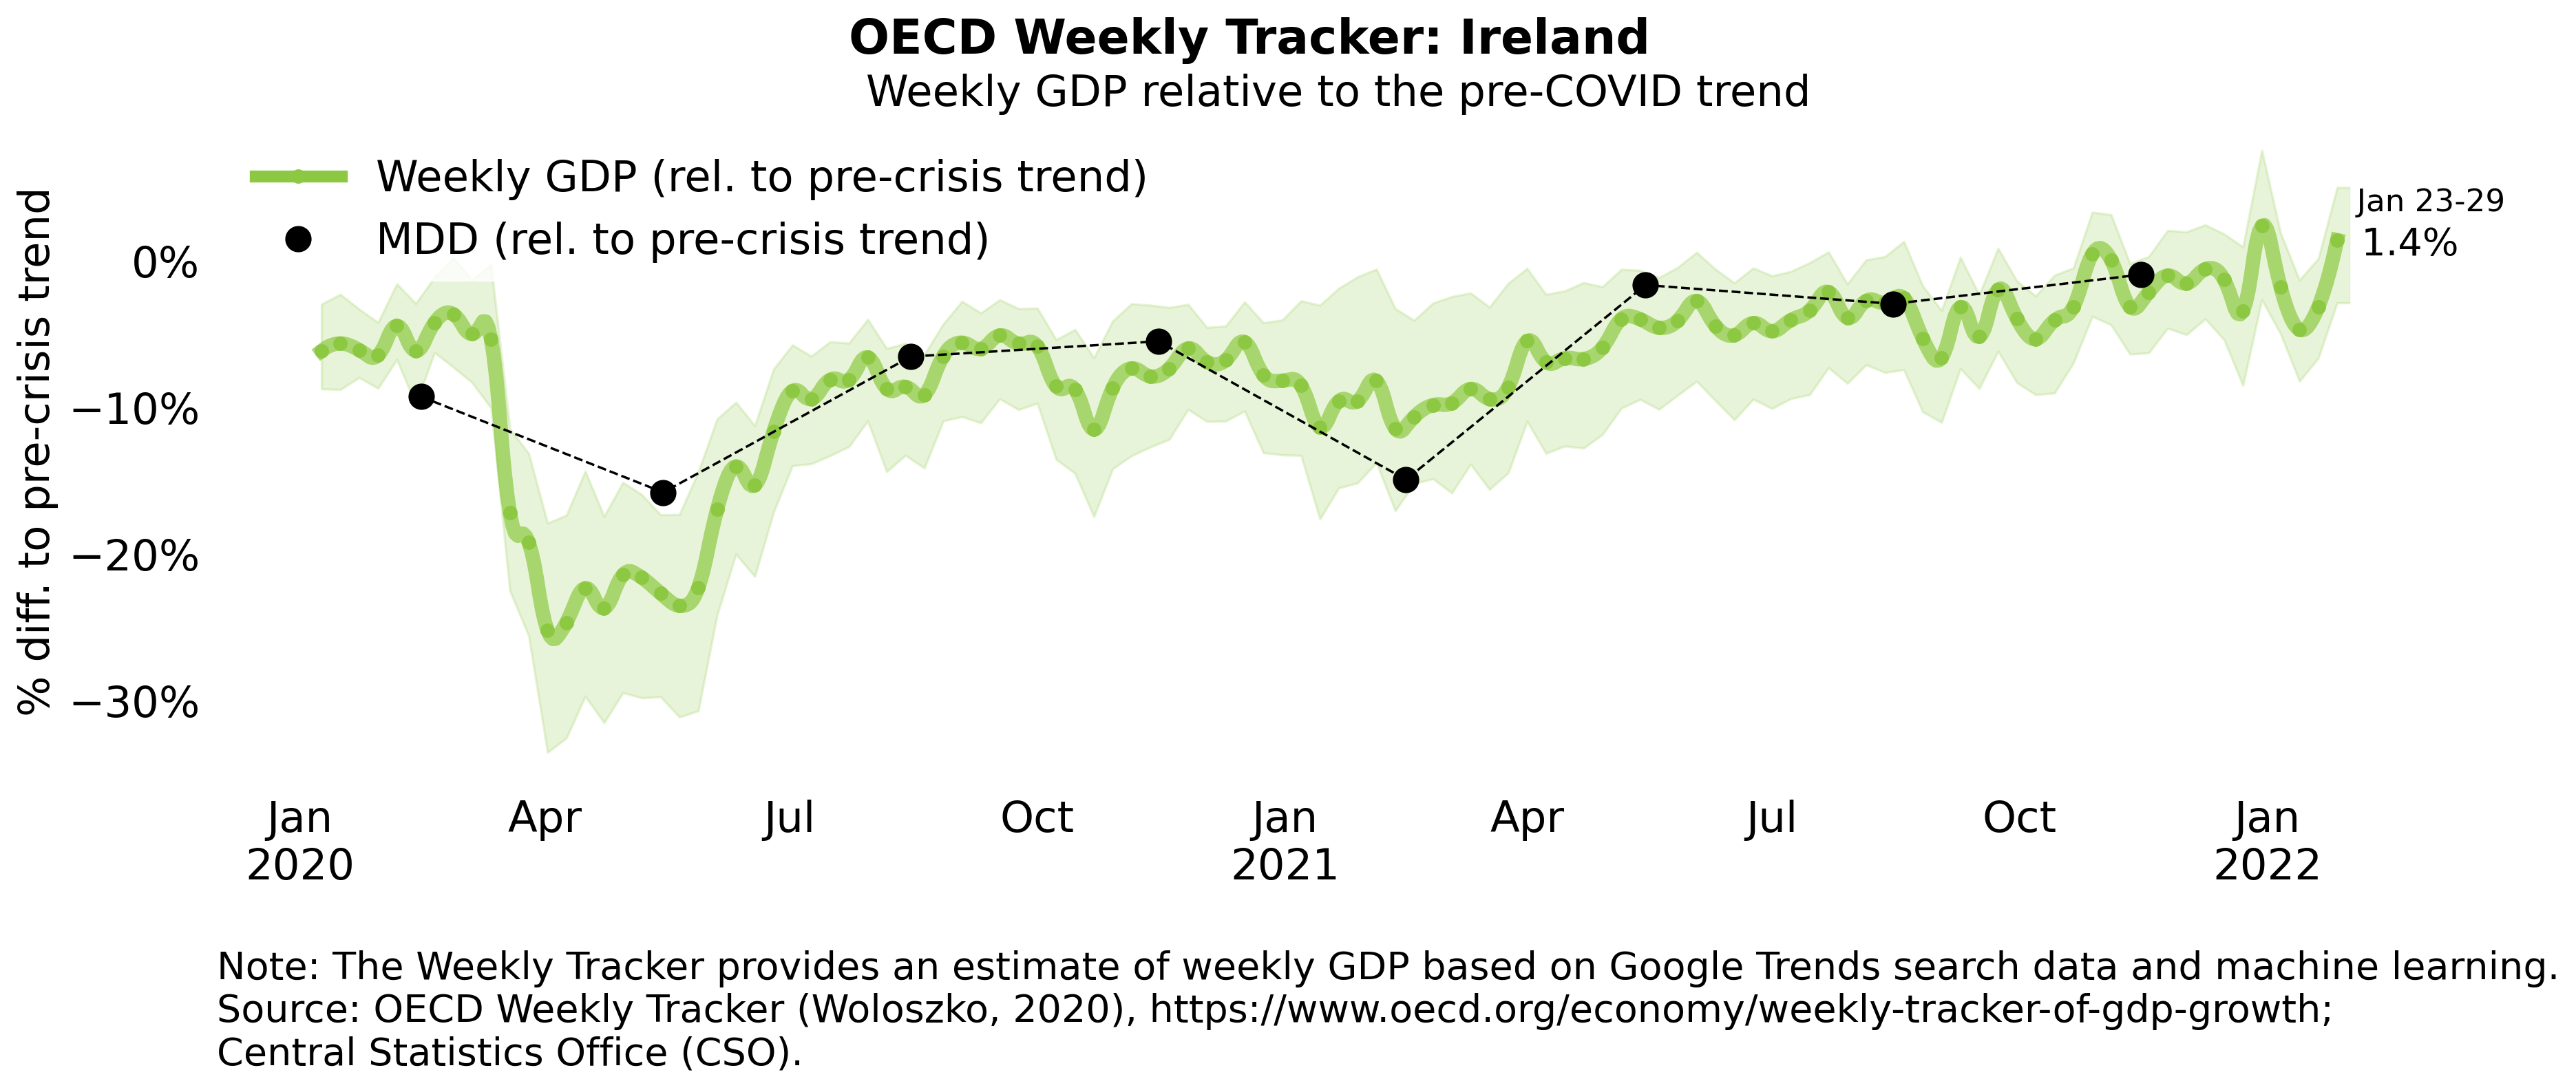 OECD Weekly Tracker: Ireland
Weekly GDP relative to the pre-COVID trend
Weekly GDP (rel. to pre-crisis trend)
MDD (rel. to pre-crisis trend)
% diff. to pre-crisis trend
0%
−10%
−20%
−30%
Jan 23-29
1.4%
Jan Apr Jul Oct Jan Apr Jul Oct Jan
2020 2021 2022
Note: The Weekly Tracker provides an estimate of weekly GDP based on Google Trends search data and machine learning.
Source: OECD Weekly Tracker (Woloszko, 2020), https://www.oecd.org/economy/weekly-tracker-of-gdp-growth;
Central Statistics Office (CSO).